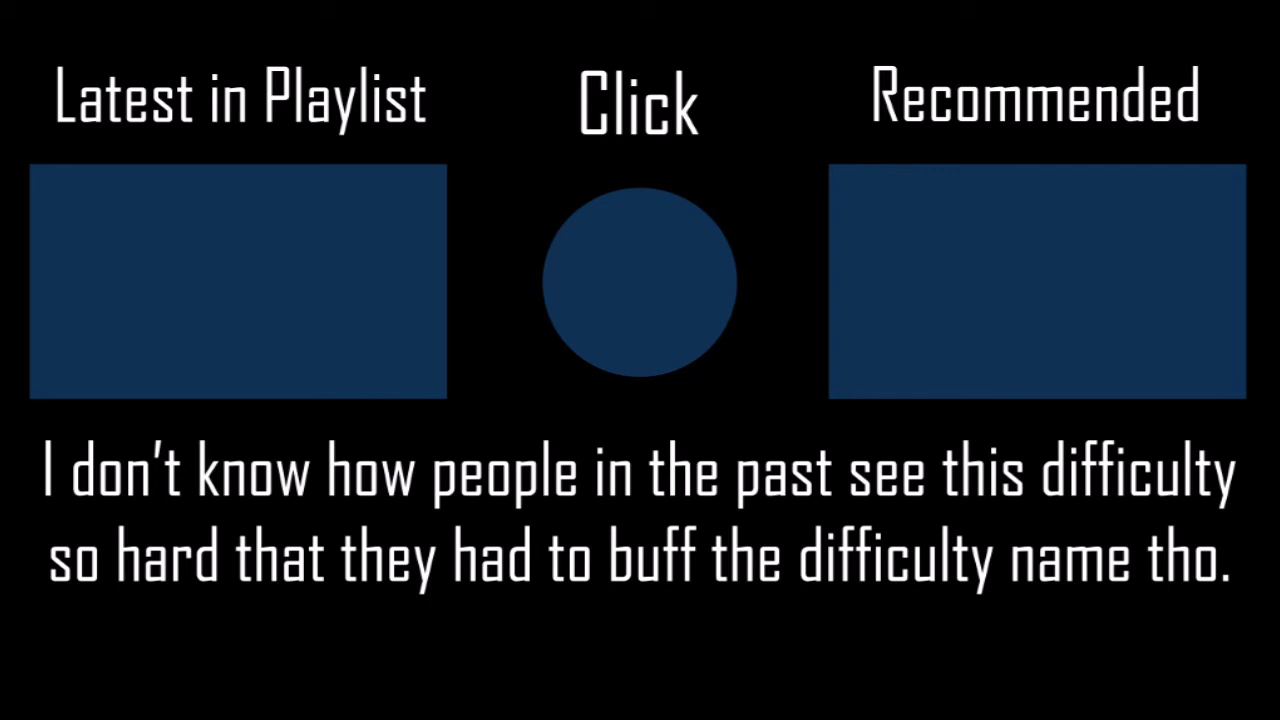 Latest in Playlist
Click
Recommended
I don't know how people in the past see this difficulty
so hard that they had to buff the difficulty name tho.